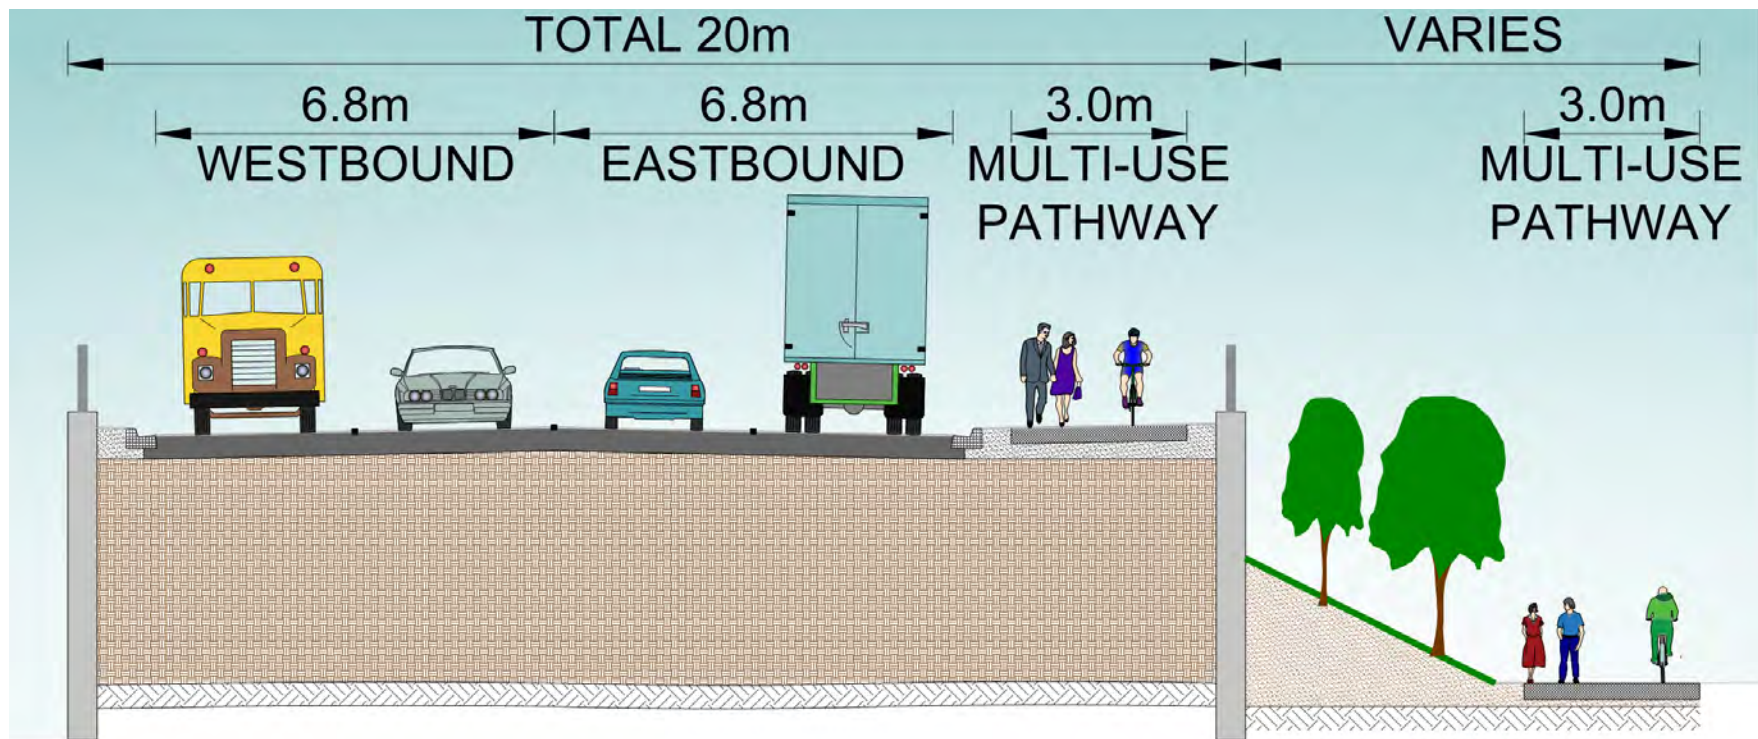 TOTAL 20m
VARIES
6.8m
6.8m
3.0m
3.0m
WESTBOUND
EASTBOUND
MULTI-USE
PATHWAY
MULTI-USE
PATHWAY